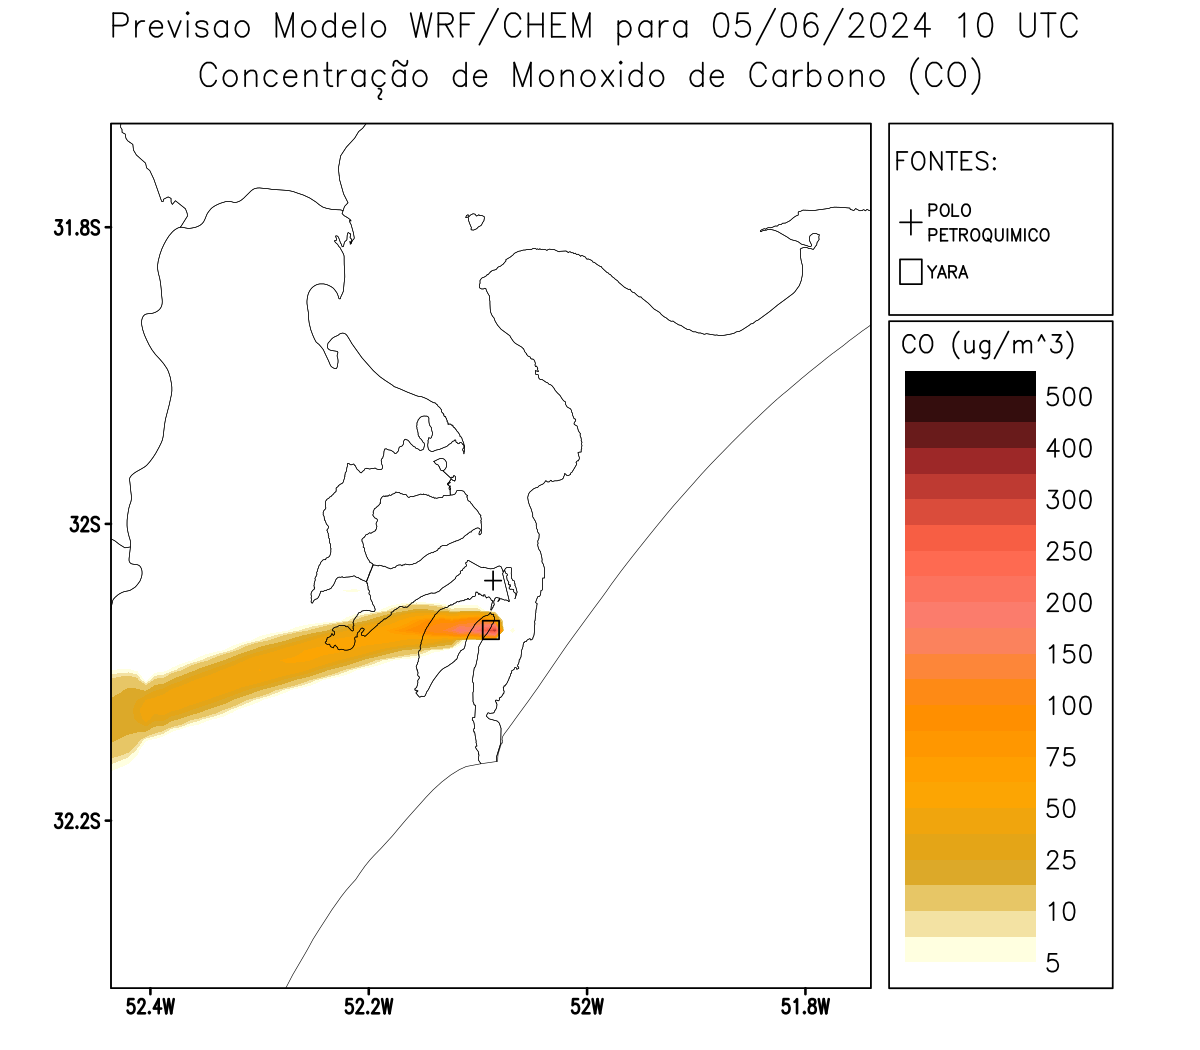 Previsao Modelo WRF/CHEM para 05/06/2024 10 UTC
Concentração de Monoxido de Carbono (CO)
FONTES:
POLO
PETROQUIMICO
YARA
CO (ug/m^3)
500
400
300
250
200
150
100
75
50
25
10
5
31.8S
32S
32.2S
52.4W 52.2W 52W 51.8W